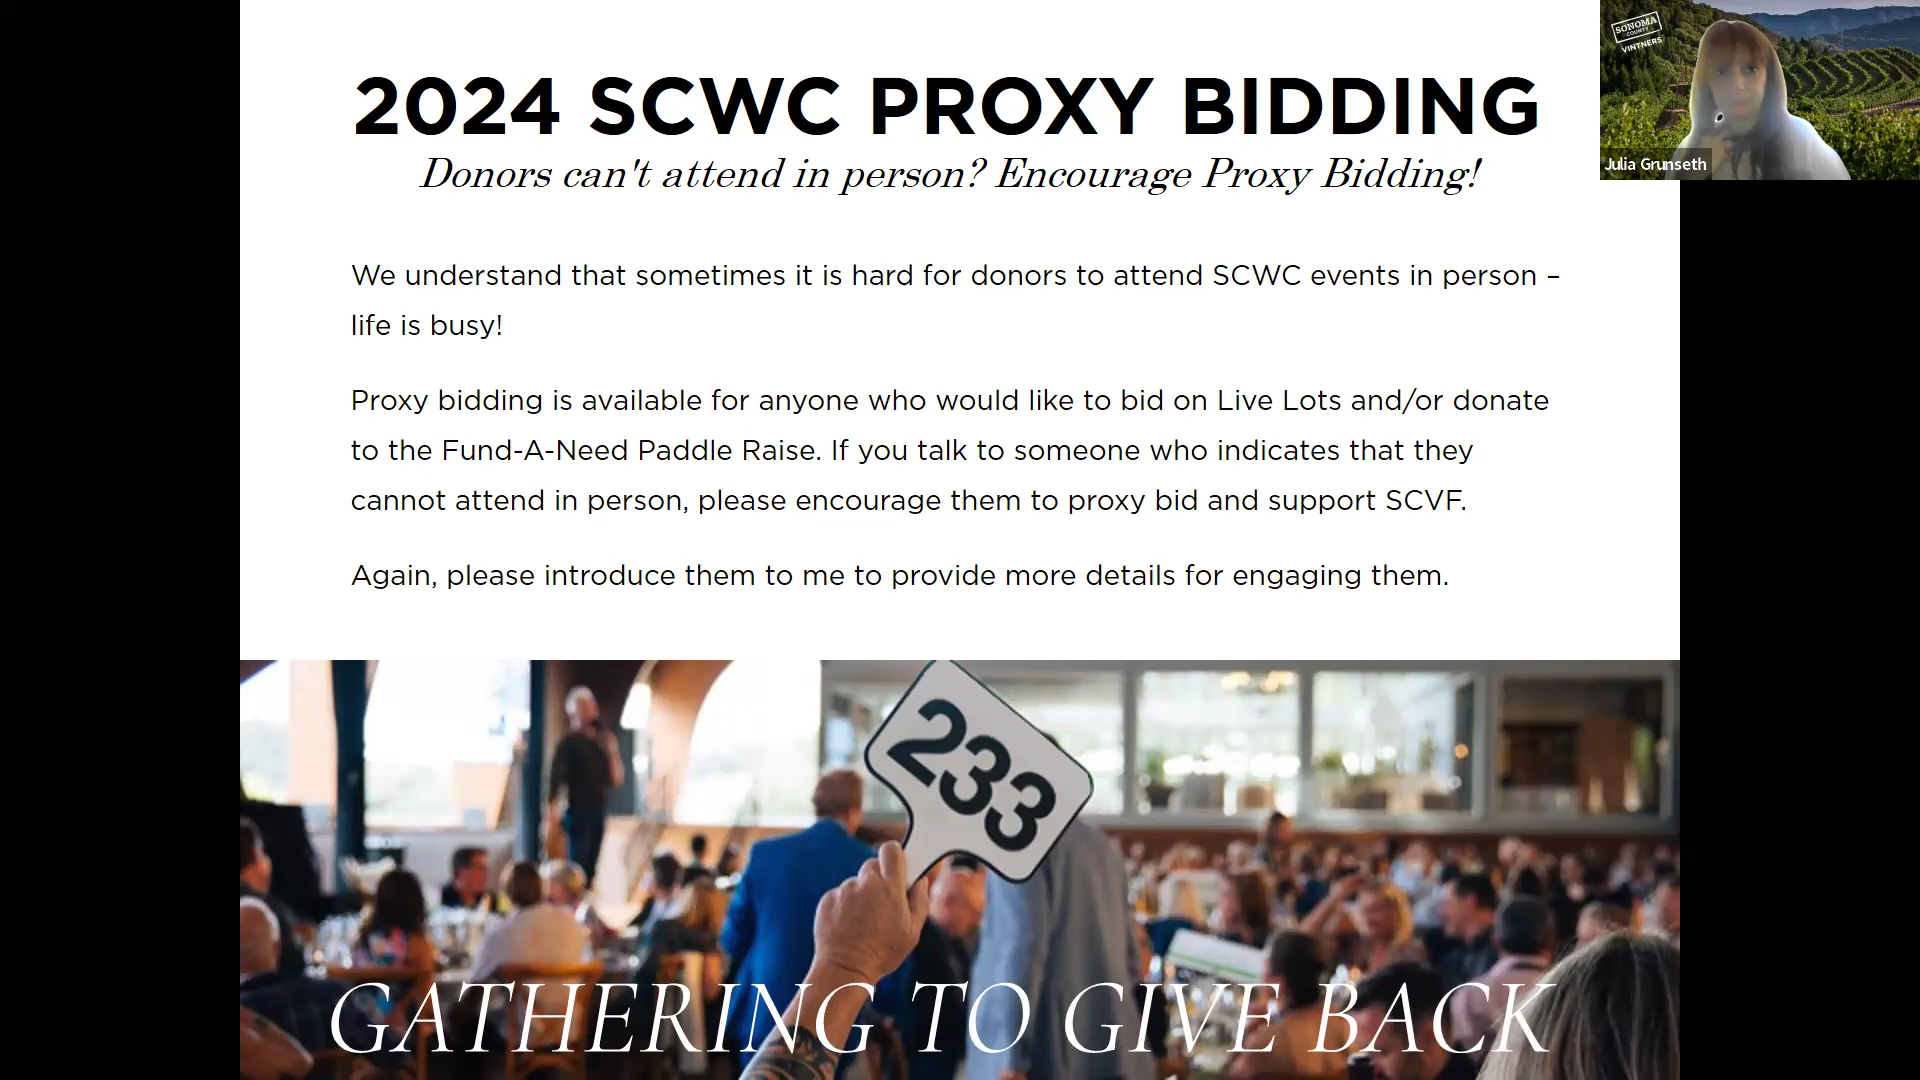 2024 SCWC PROXY BIDDING
Donors can't attend in person? Encourage Proxy Bidding!
We understand that sometimes it is hard for donors to attend SCWC events in person –
life is busy!
Proxy bidding is available for anyone who would like to bid on Live Lots and/or donate
to the Fund-A-Need Paddle Raise. If you talk to someone who indicates that they
cannot attend in person, please encourage them to proxy bid and support SCVF.
Again, please introduce them to me to provide more details for engaging them.
233
GATHERING TO GIVE BACK
SONOMA
COUNTY
VINTNERS
Julia Grunseth